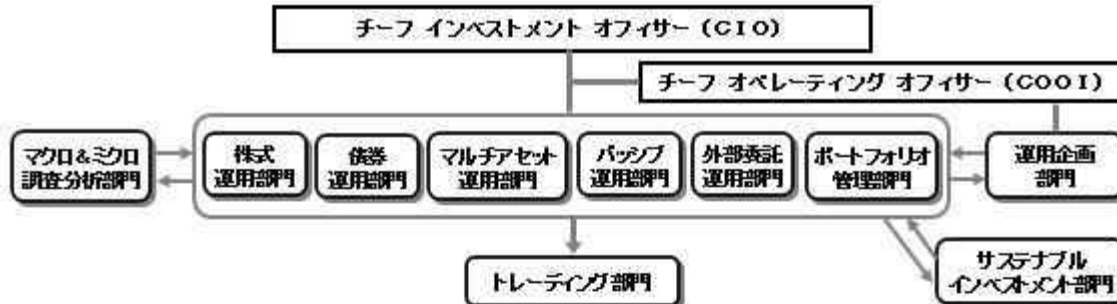 チーフ インベストメント オフィサー (CIO)
チーフ オペレーティング オフィサー (COOI)
マクロ&ミクロ
調査分析部門
株式
運用部門
債券
運用部門
マルチアセット
運用部門
パッシブ
運用部門
外部委託
運用部門
ポートフォリオ
管理部門
運用企画
部門
トレーディング部門
サステナブル
インベストメント部門